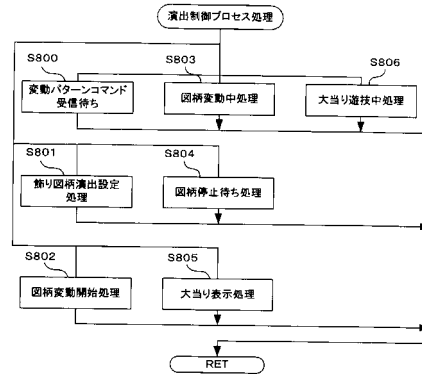 演出制御プロセス処理
S800
変動パターンコマンド
受信待ち
S803
図柄変動中処理
S806
大当り遊技中処理
S801
飾り図柄演出設定
処理
S804
図柄停止待ち処理
S802
図柄変動開始処理
S805
大当り表示処理
RET